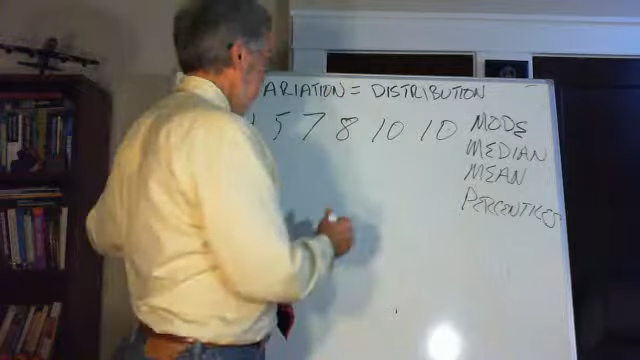 ARIATION = DISTRIBUTION
5 7 8 10 10 MODE
MEDIAN
MEAN
PERCENTILES